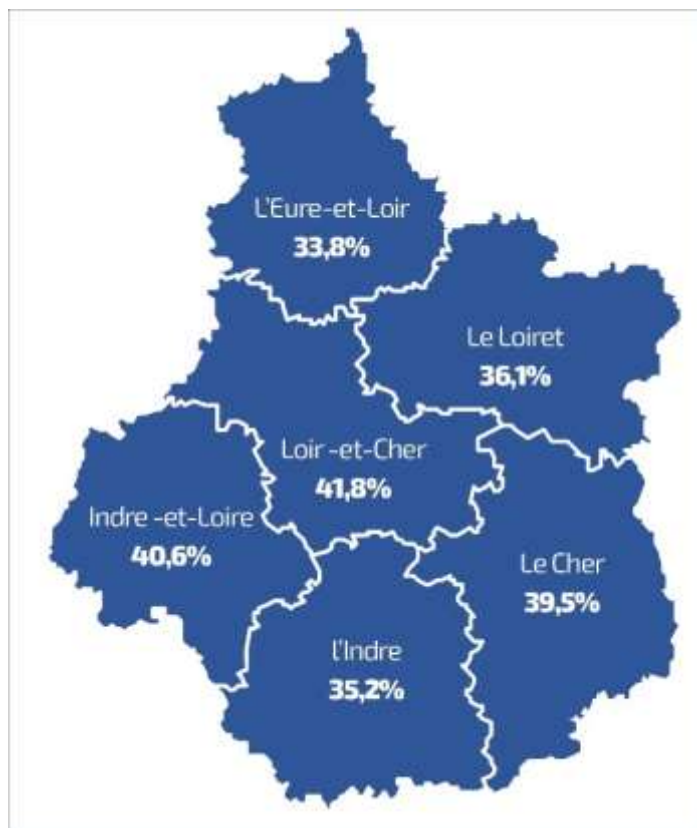 L'Eure-et-Loir
33,8%
Le Loiret
36,1%
Loir -et-Cher
41,8%
Indre -et-Loire
40,6%
Le Cher
39,5%
l'Indre
35,2%